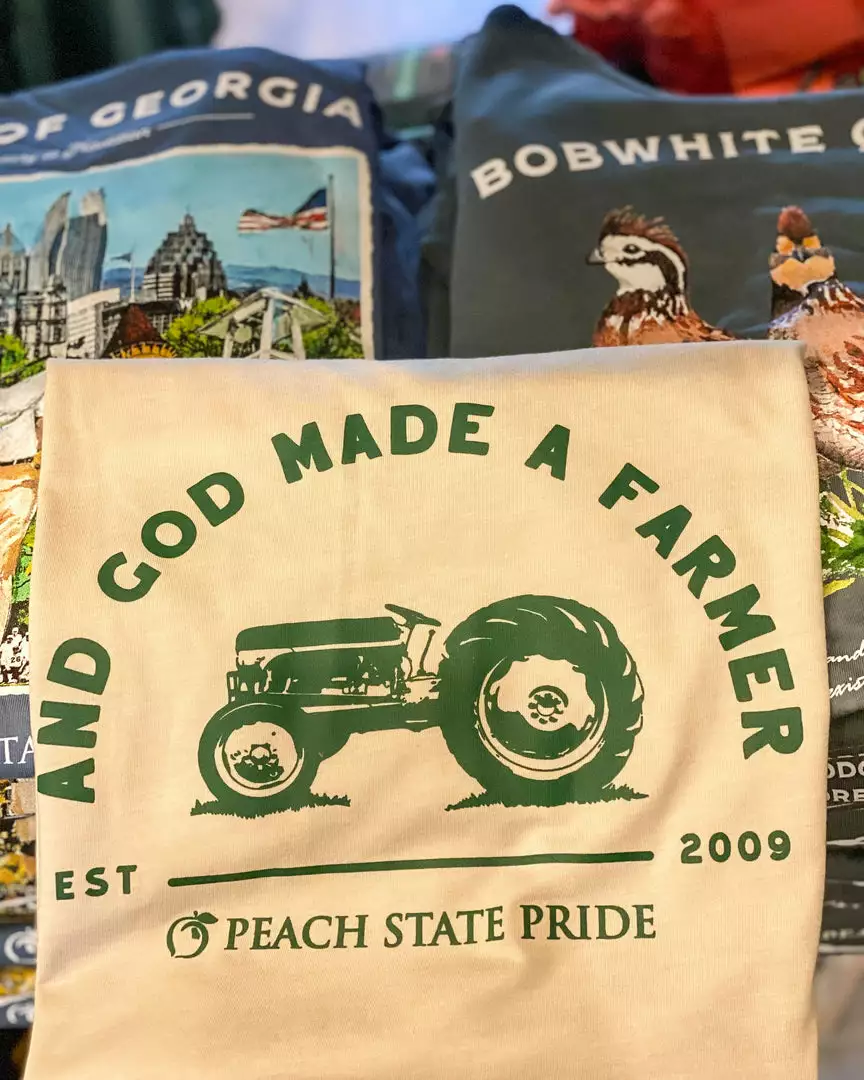 OF GEORGIA
BOBWHITE
AND GOD MADE A FARMER
EST 2009
PEACH STATE PRIDE